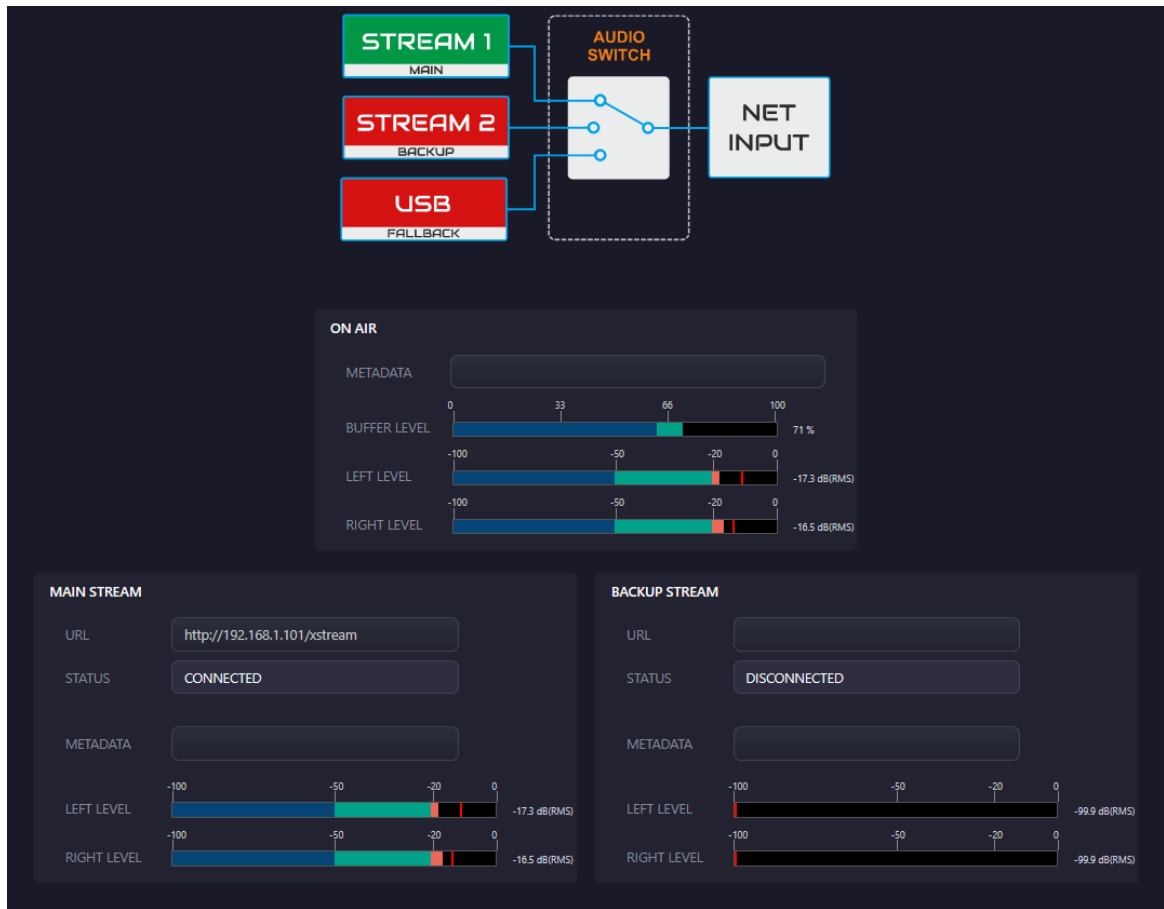 STREAM 1
MAIN
AUDIO
SWITCH
STREAM 2
BACKUP
NET
INPUT
USB
FALLBACK
ON AIR
METADATA
0 33 66 100
BUFFER LEVEL 71 %
-100 -50 -20 0
LEFT LEVEL -17.3 dB(RMS)
-100 -50 -20 0
RIGHT LEVEL -16.5 dB(RMS)
MAIN STREAM
URL http://192.168.1.101/xstream
STATUS CONNECTED
METADATA
-100 -50 -20 0
LEFT LEVEL -17.3 dB(RMS)
-100 -50 -20 0
RIGHT LEVEL -16.5 dB(RMS)
BACKUP STREAM
URL
STATUS DISCONNECTED
METADATA
-100 -50 -20 0
LEFT LEVEL -99.9 dB(RMS)
-100 -50 -20 0
RIGHT LEVEL -99.9 dB(RMS)